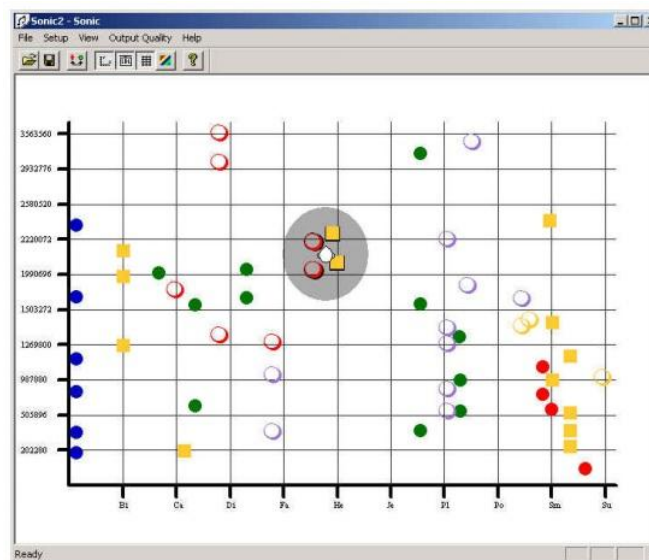 Sonic2 - Sonic
File Setup View Output Quality Help
3563560
2932776
2580520
2220072
1990696
1503272
1269800
987880
505896
202280
Bi Ca Di Fa He Je Pl Po Sm Su
Ready